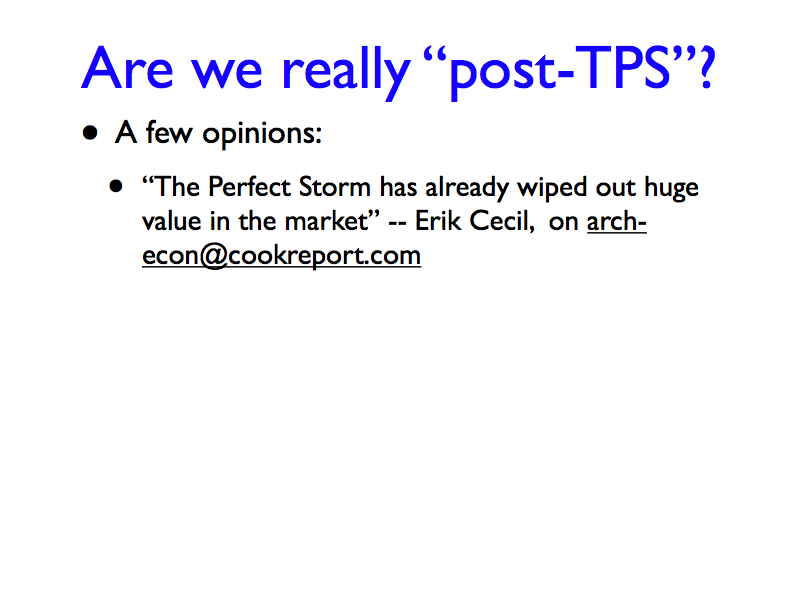 Are we really “post-TPS”?
• A few opinions:
• “The Perfect Storm has already wiped out huge
value in the market” -- Erik Cecil,  on arch-
econ@cookreport.com